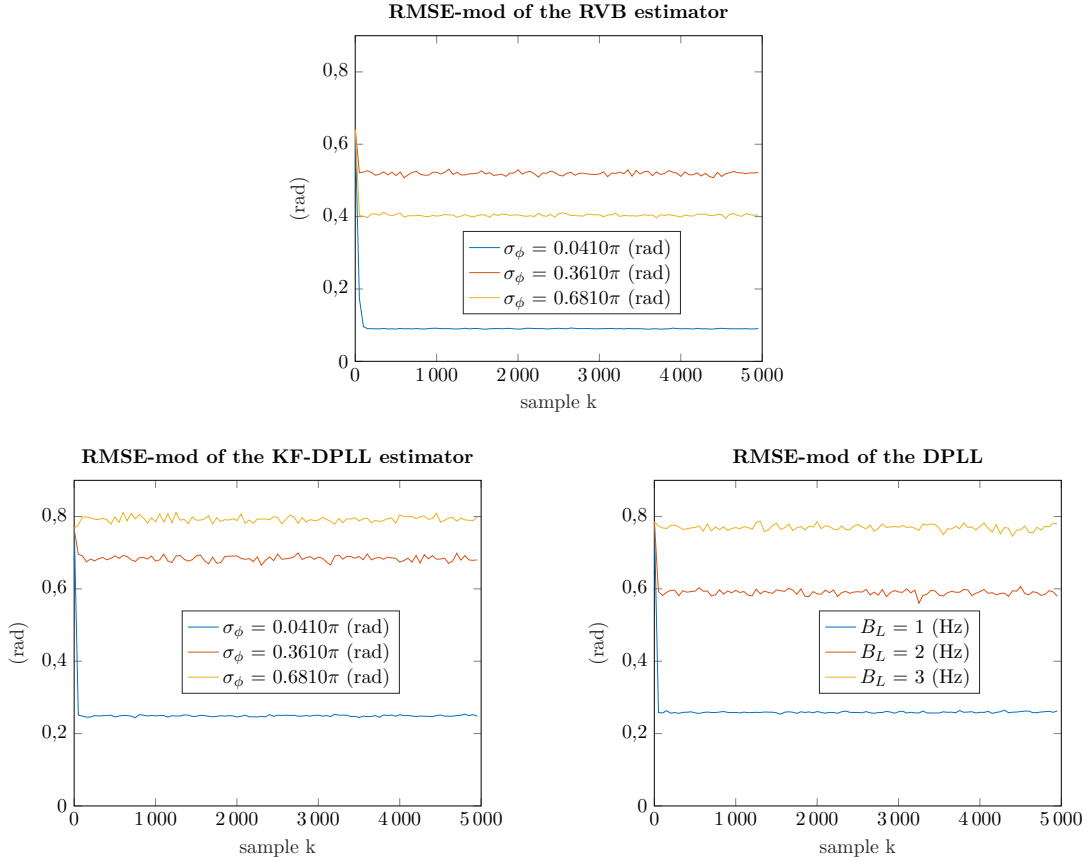 RMSE-mod of the RVB estimator
0,8
0,6
0,4
0,2
0
(rad)
σϕ = 0.0410π (rad)
σϕ = 0.3610π (rad)
σϕ = 0.6810π (rad)
0 1 000 2 000 3 000 4 000 5 000
sample k
RMSE-mod of the KF-DPLL estimator
0,8
0,6
0,4
0,2
0
(rad)
σϕ = 0.0410π (rad)
σϕ = 0.3610π (rad)
σϕ = 0.6810π (rad)
0 1 000 2 000 3 000 4 000 5 000
sample k
RMSE-mod of the DPLL
0,8
0,6
0,4
0,2
0
(rad)
BL = 1 (Hz)
BL = 2 (Hz)
BL = 3 (Hz)
0 1 000 2 000 3 000 4 000 5 000
sample k